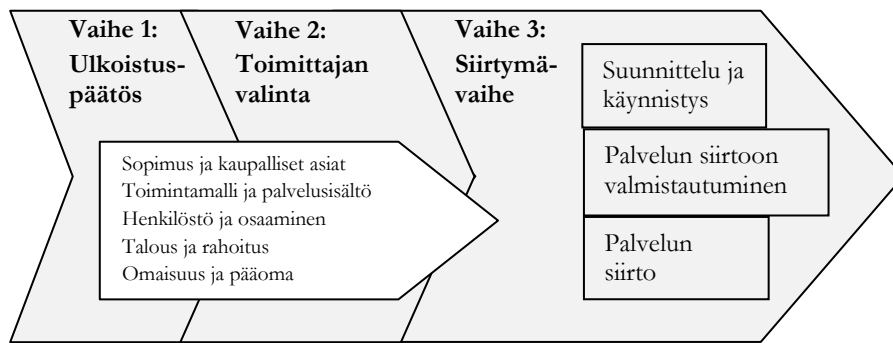 Vaihe 1:
Ulkoistus-
päätös
Vaihe 2:
Toimittajan
valinta
Vaihe 3:
Siirtymä-
vaihe
Sopimus ja kaupalliset asiat
Toimintamalli ja palvelusisältö
Henkilöstö ja osaaminen
Talous ja rahoitus
Omaisuus ja pääoma
Suunnittelu ja
käynnistys
Palvelun siirtoon
valmistautuminen
Palvelun
siirto